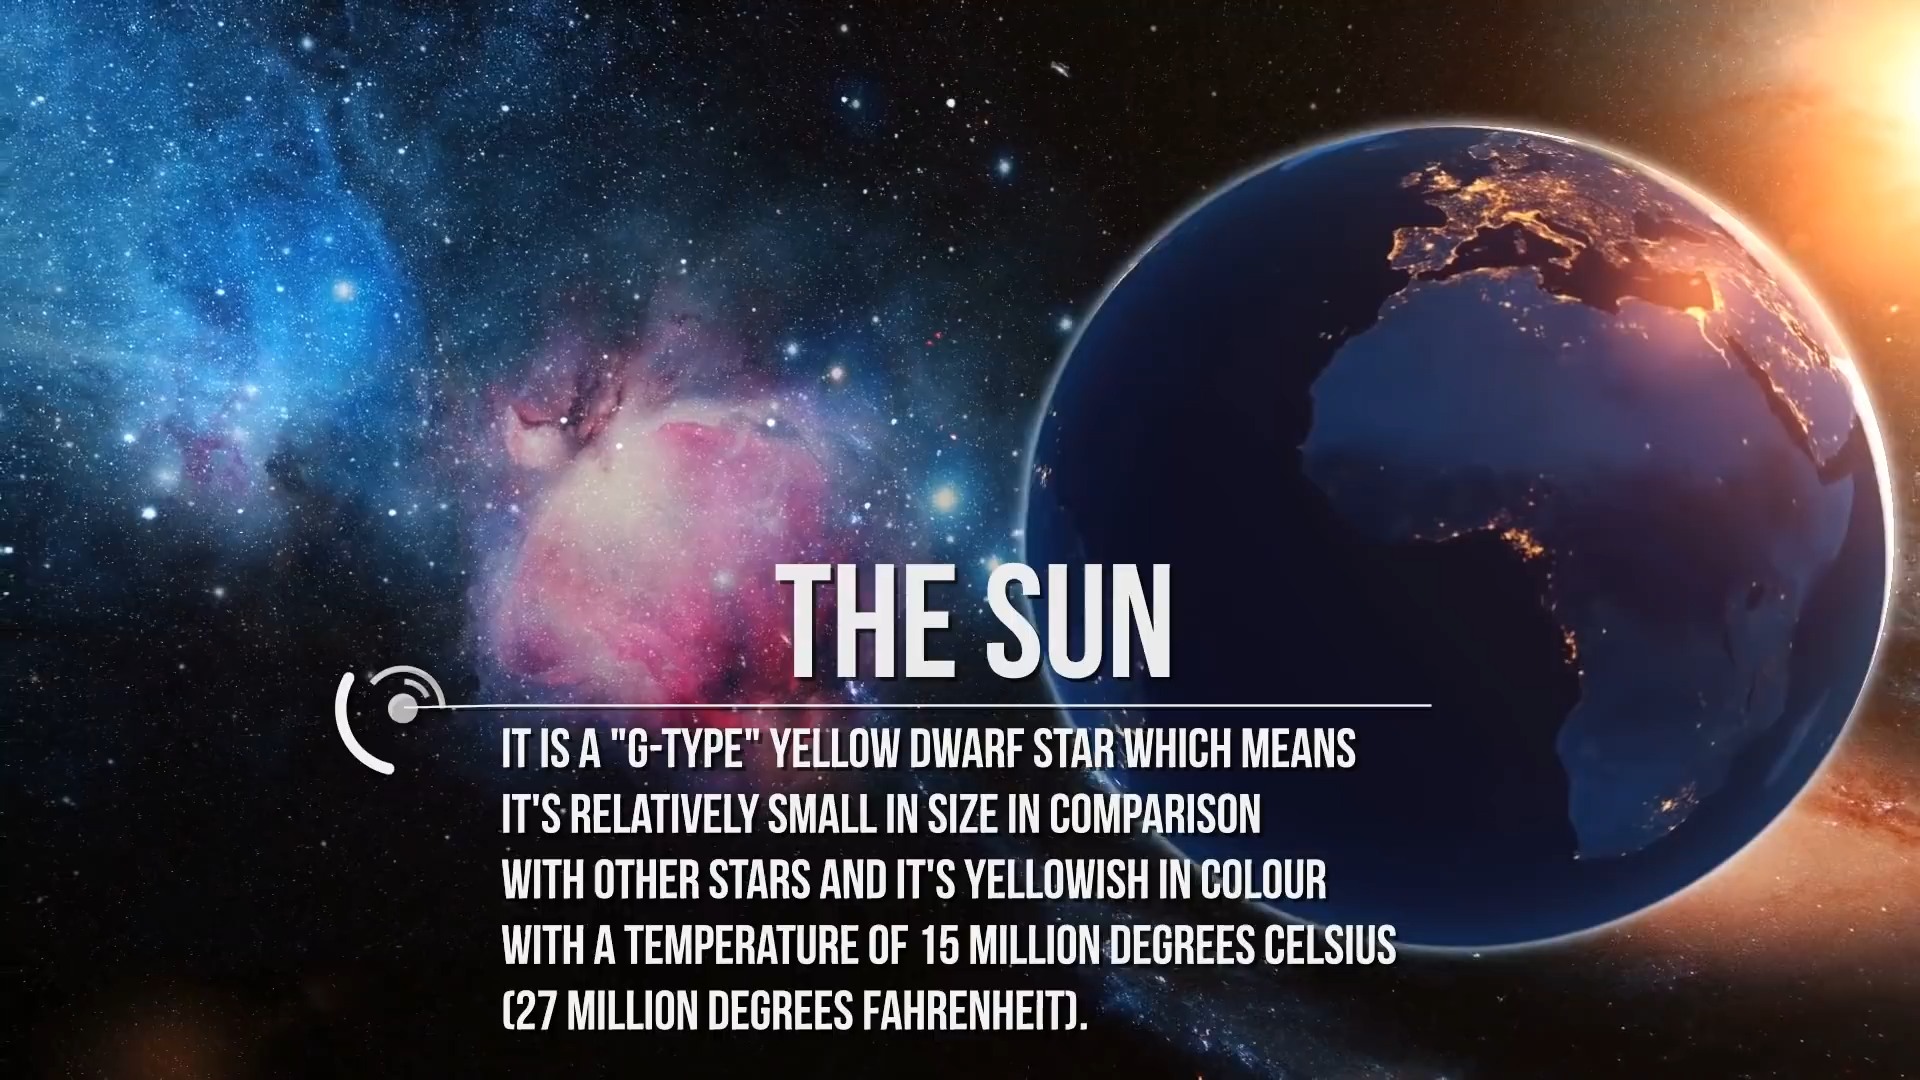 THE SUN
IT IS A "G-TYPE" YELLOW DWARF STAR WHICH MEANS
IT'S RELATIVELY SMALL IN SIZE IN COMPARISON
WITH OTHER STARS AND IT'S YELLOWISH IN COLOUR
WITH A TEMPERATURE OF 15 MILLION DEGREES CELSIUS
(27 MILLION DEGREES FAHRENHEIT).